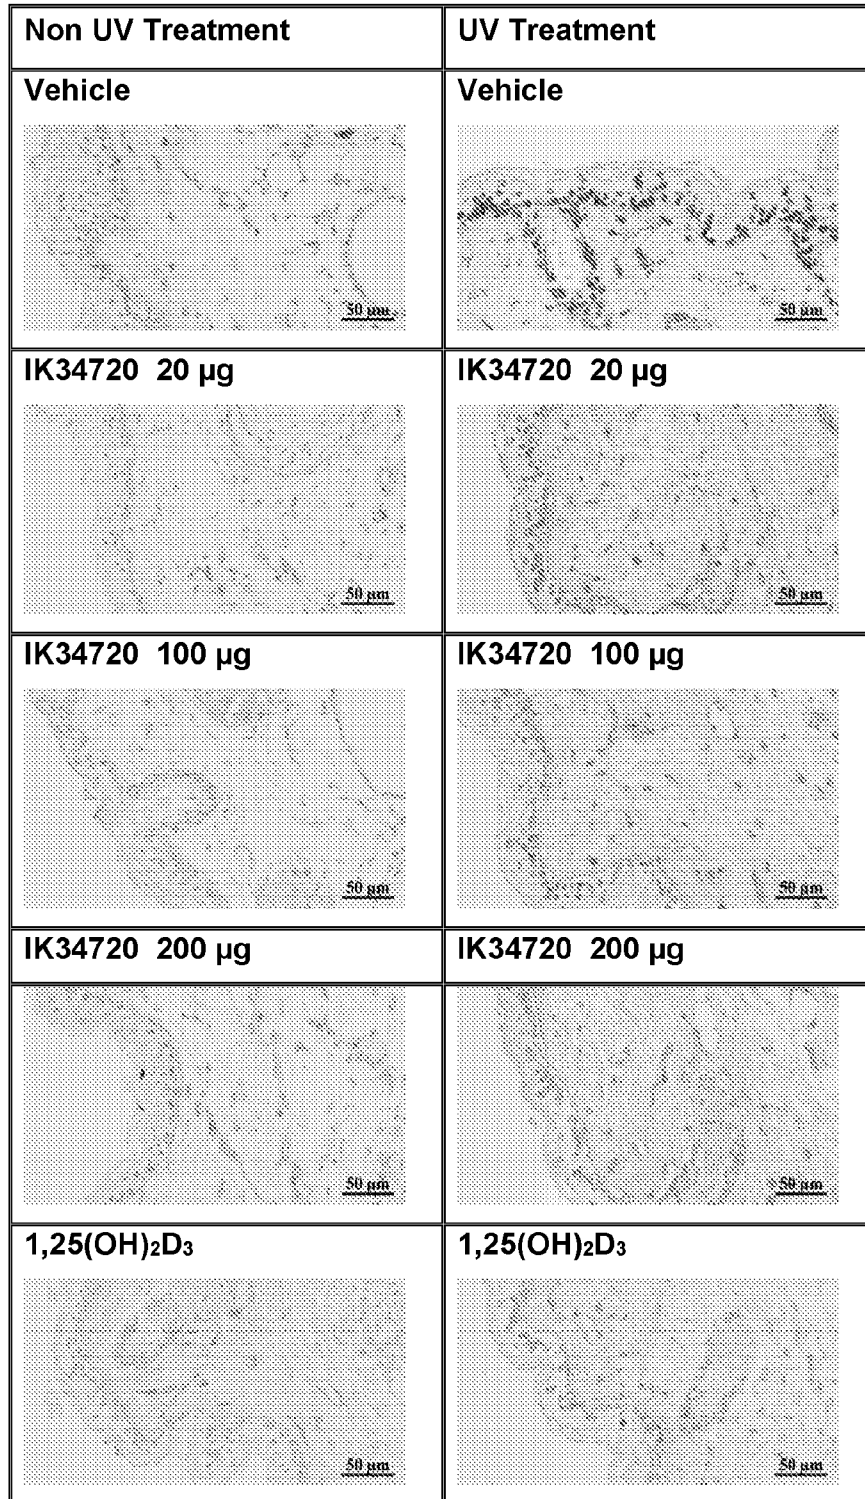 Non UV Treatment UV Treatment
Vehicle Vehicle
50 µm 50 µm
IK34720 20 µg IK34720 20 µg
50 µm 50 µm
IK34720 100 µg IK34720 100 µg
50 µm 50 µm
IK34720 200 µg IK34720 200 µg
50 µm 50 µm
1,25(OH)₂D₃ 1,25(OH)₂D₃
50 µm 50 µm